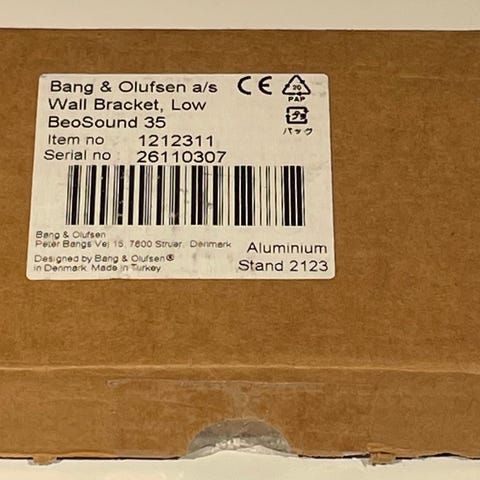 Bang & Olufsen a/s
Wall Bracket, Low
BeoSound 35
Item no 1212311
Serial no 26110307
CE
20
PAP
パック
Bang & Olufsen
Peter Bangs Vej 15, 7600 Struer, Denmark
Designed by Bang & Olufsen®
in Denmark. Made in Turkey
Aluminium
Stand 2123